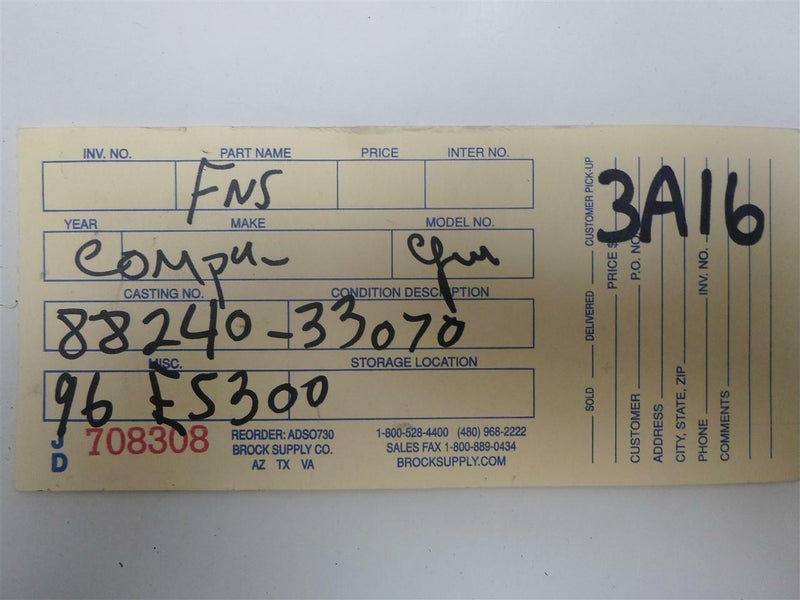 INV. NO. PART NAME PRICE INTER NO.
FNS
YEAR MAKE MODEL NO.
Compu-
CASTING NO. CONDITION DESCRIPTION
88240-33070
MISC. STORAGE LOCATION
96 ES300
JD 708308
REORDER: ADSO730
BROCK SUPPLY CO.
AZ TX VA
1-800-528-4400 (480) 968-2222
SALES FAX 1-800-889-0434
BROCKSUPPLY.COM
3A16
SOLD DELIVERED CUSTOMER PICK-UP
PRICE $
CUSTOMER P.O. NO.
ADDRESS
CITY, STATE, ZIP
PHONE INV. NO.
COMMENTS